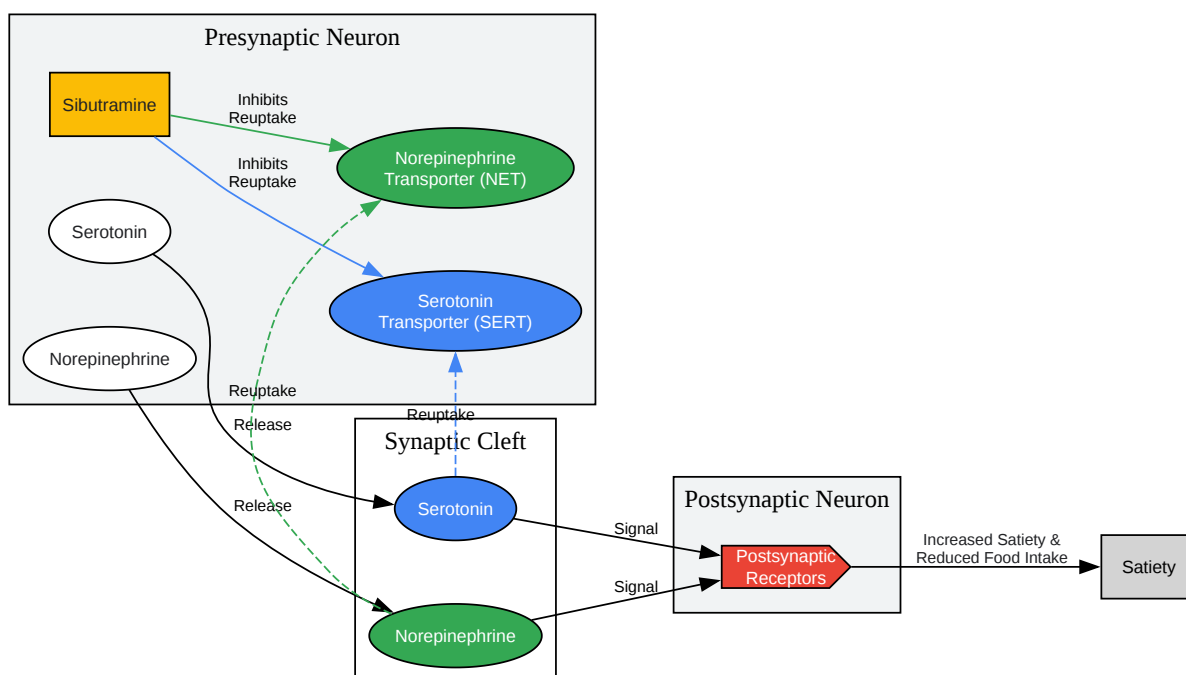 Presynaptic Neuron
Sibutramine
Inhibits
Reuptake
Norepinephrine
Transporter (NET)
Inhibits
Reuptake
Serotonin
Serotonin
Transporter (SERT)
Norepinephrine
Reuptake
Release
Reuptake
Synaptic Cleft
Release
Serotonin
Signal
Postsynaptic Neuron
Postsynaptic
Receptors
Increased Satiety &
Reduced Food Intake
Satiety
Signal
Norepinephrine